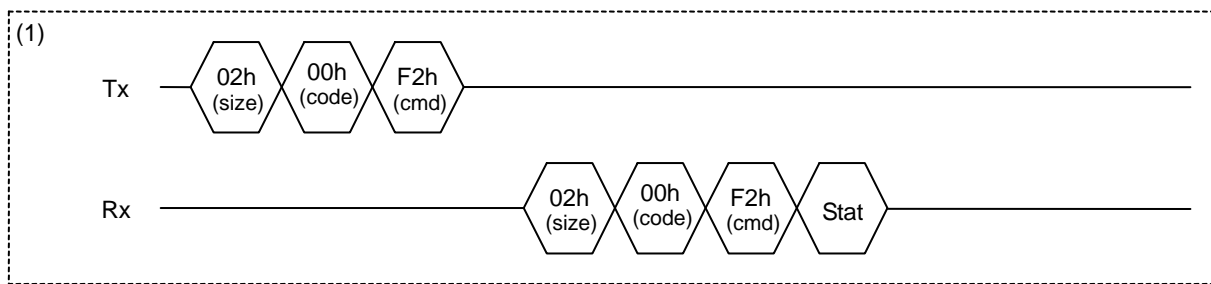 (1)
Tx
02h
(size)
00h
(code)
F2h
(cmd)
Rx
02h
(size)
00h
(code)
F2h
(cmd)
Stat